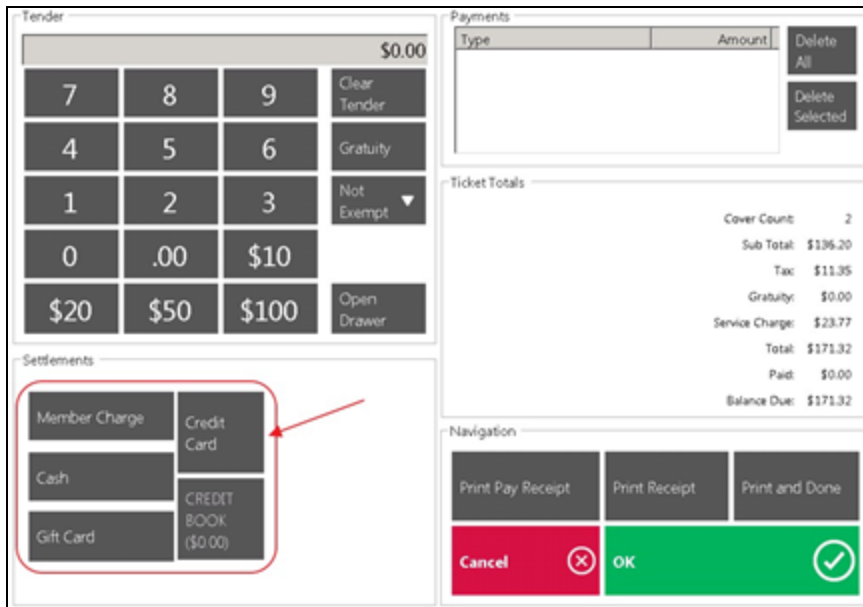 Tender
$0.00
7
8
9
Clear
Tender
4
5
6
Gratuity
1
2
3
Not
Exempt
0
.00
$10
$20
$50
$100
Open
Drawer
Settlements
Member Charge
Credit
Card
Cash
CREDIT
BOOK
($0.00)
Gift Card
Payments
Type
Amount
Delete
All
Delete
Selected
Ticket Totals
Cover Count: 2
Sub Total: $136.20
Tax: $11.35
Gratuity: $0.00
Service Charge: $23.77
Total: $171.32
Paid: $0.00
Balance Due: $171.32
Navigation
Print Pay Receipt
Print Receipt
Print and Done
Cancel
OK